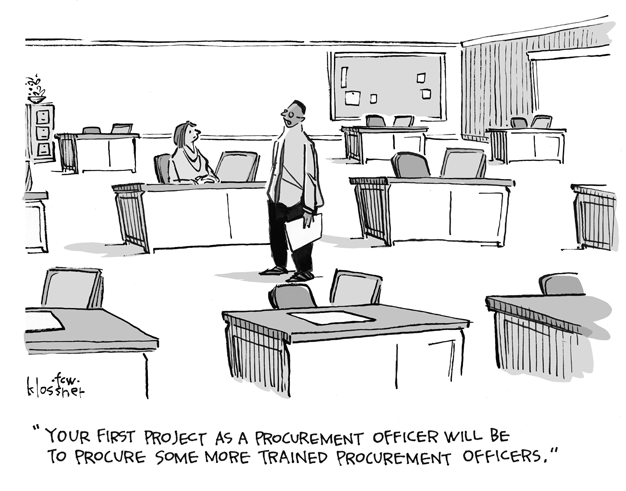 .fcw.
klossner
"YOUR FIRST PROJECT AS A PROCUREMENT OFFICER WILL BE
TO PROCURE SOME MORE TRAINED PROCUREMENT OFFICERS."